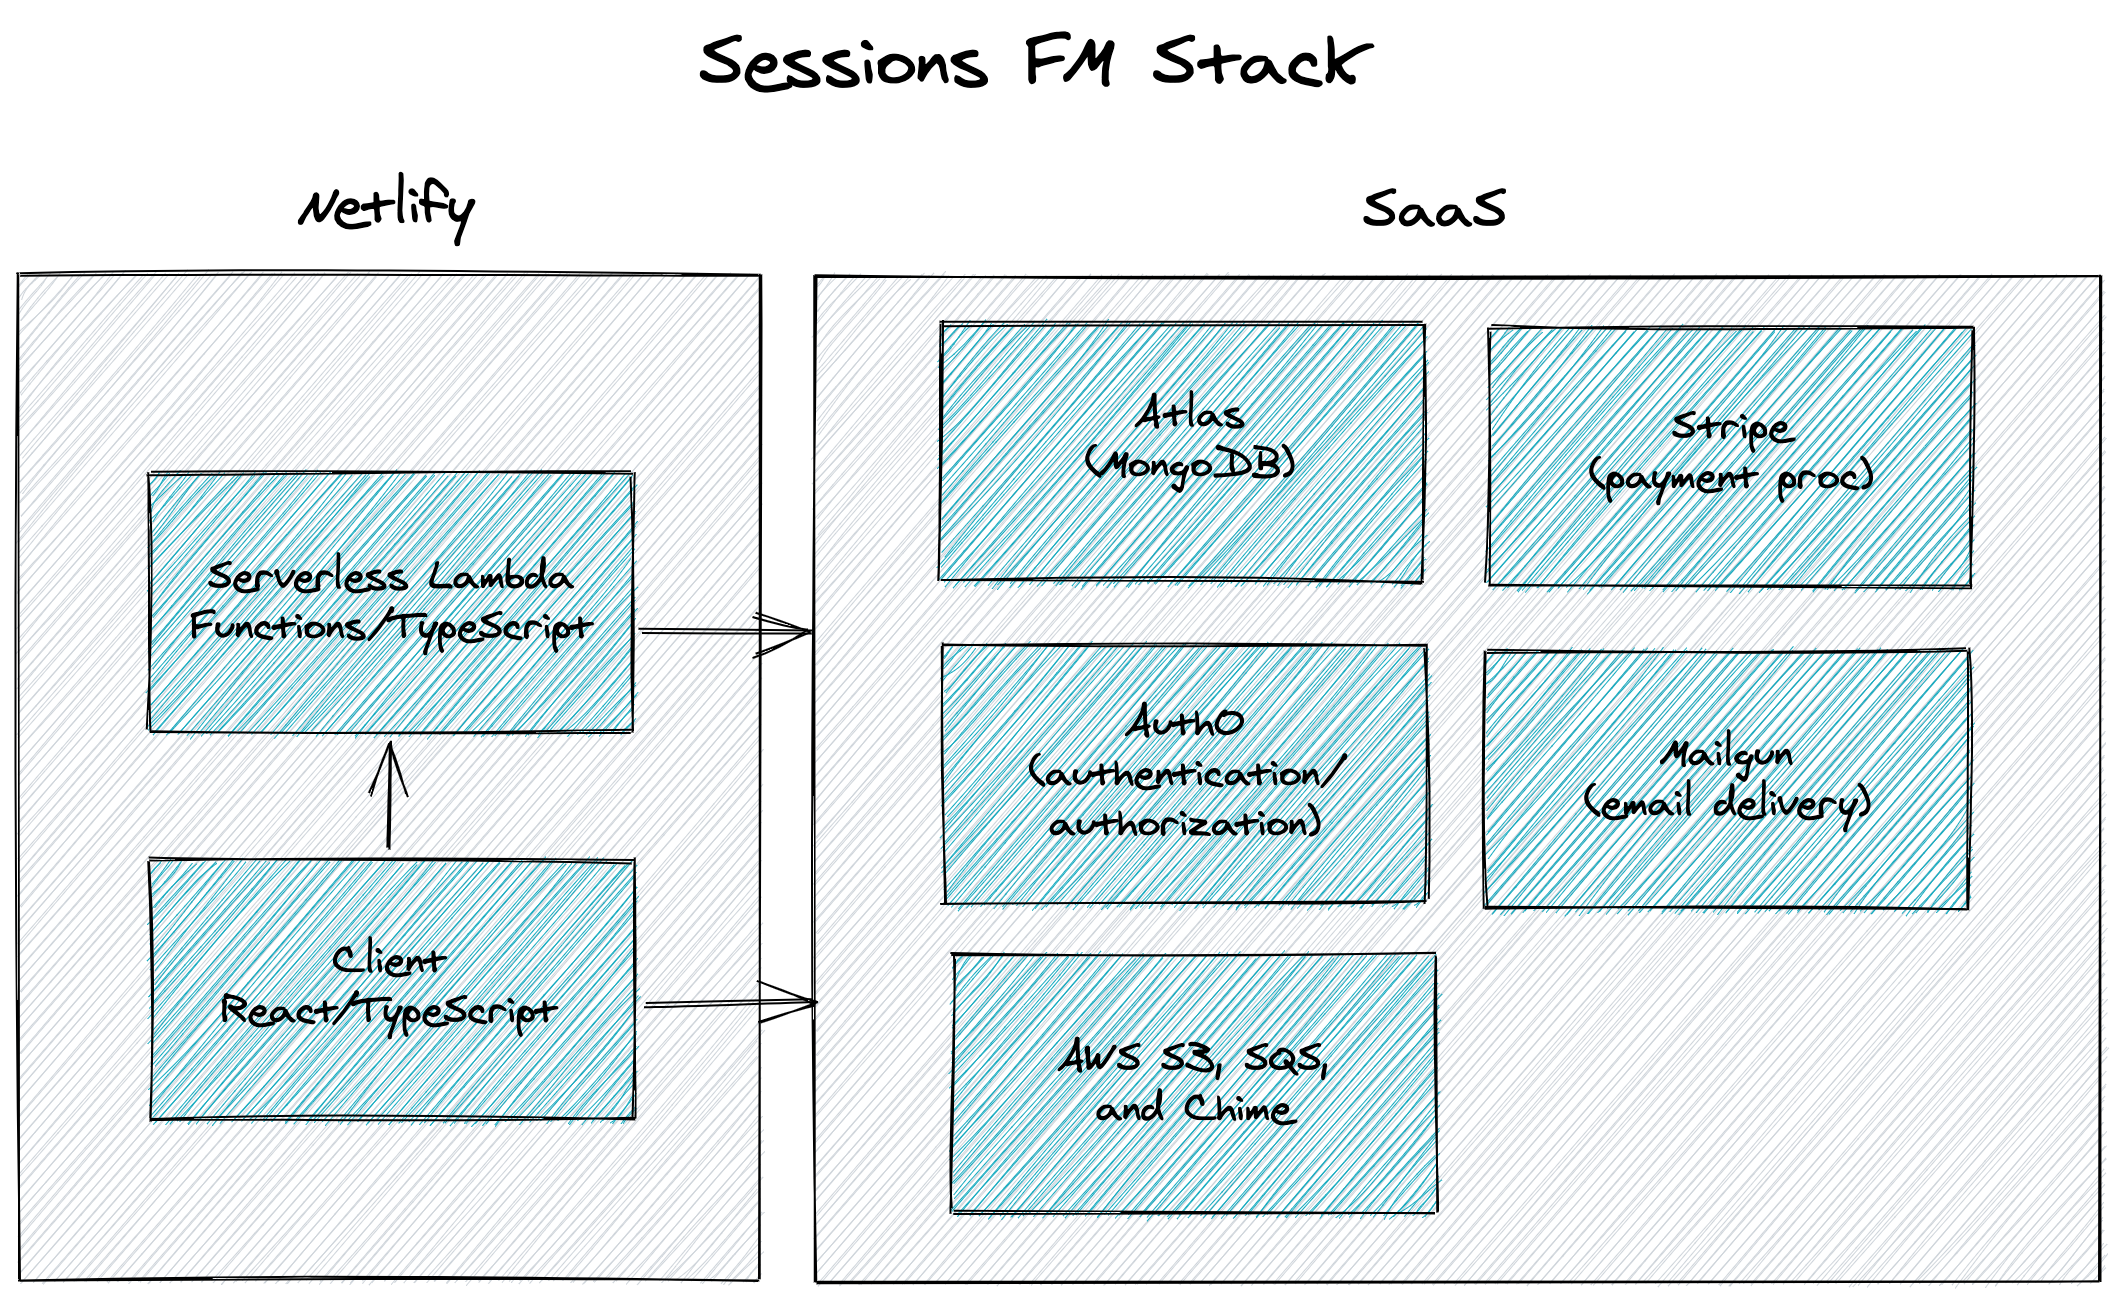 Sessions FM Stack
Netlify
SaaS
Serverless Lambda
Functions/TypeScript
Client
React/TypeScript
Atlas
(MongoDB)
Stripe
(payment proc)
Auth0
(authentication/
authorization)
Mailgun
(email delivery)
AWS S3, SQS,
and Chime